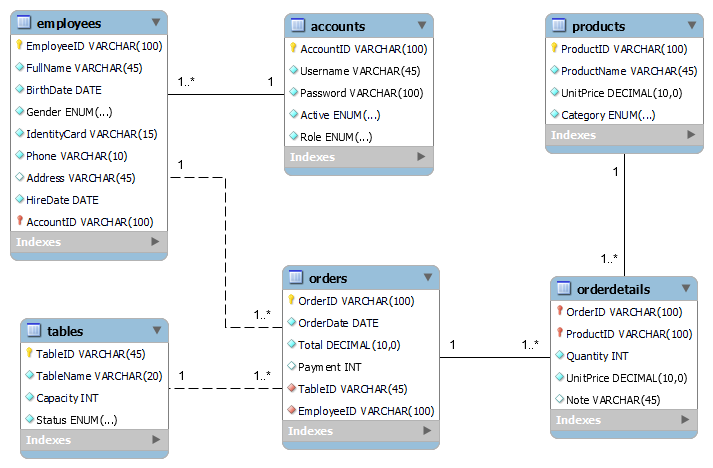 employees
EmployeeID VARCHAR(100)
FullName VARCHAR(45)
BirthDate DATE
Gender ENUM(...)
IdentityCard VARCHAR(15)
Phone VARCHAR(10)
Address VARCHAR(45)
HireDate DATE
AccountID VARCHAR(100)
Indexes
1..*
1
accounts
AccountID VARCHAR(100)
Username VARCHAR(45)
Password VARCHAR(100)
Active ENUM(...)
Role ENUM(...)
Indexes
products
ProductID VARCHAR(100)
ProductName VARCHAR(45)
UnitPrice DECIMAL(10,0)
Category ENUM(...)
Indexes
1
1..*
1
1..*
tables
TableID VARCHAR(45)
TableName VARCHAR(20)
Capacity INT
Status ENUM(...)
Indexes
1
1..*
orders
OrderID VARCHAR(100)
OrderDate DATE
Total DECIMAL(10,0)
Payment INT
TableID VARCHAR(45)
EmployeeID VARCHAR(100)
Indexes
1
1..*
orderdetails
OrderID VARCHAR(100)
ProductID VARCHAR(100)
Quantity INT
UnitPrice DECIMAL(10,0)
Note VARCHAR(45)
Indexes